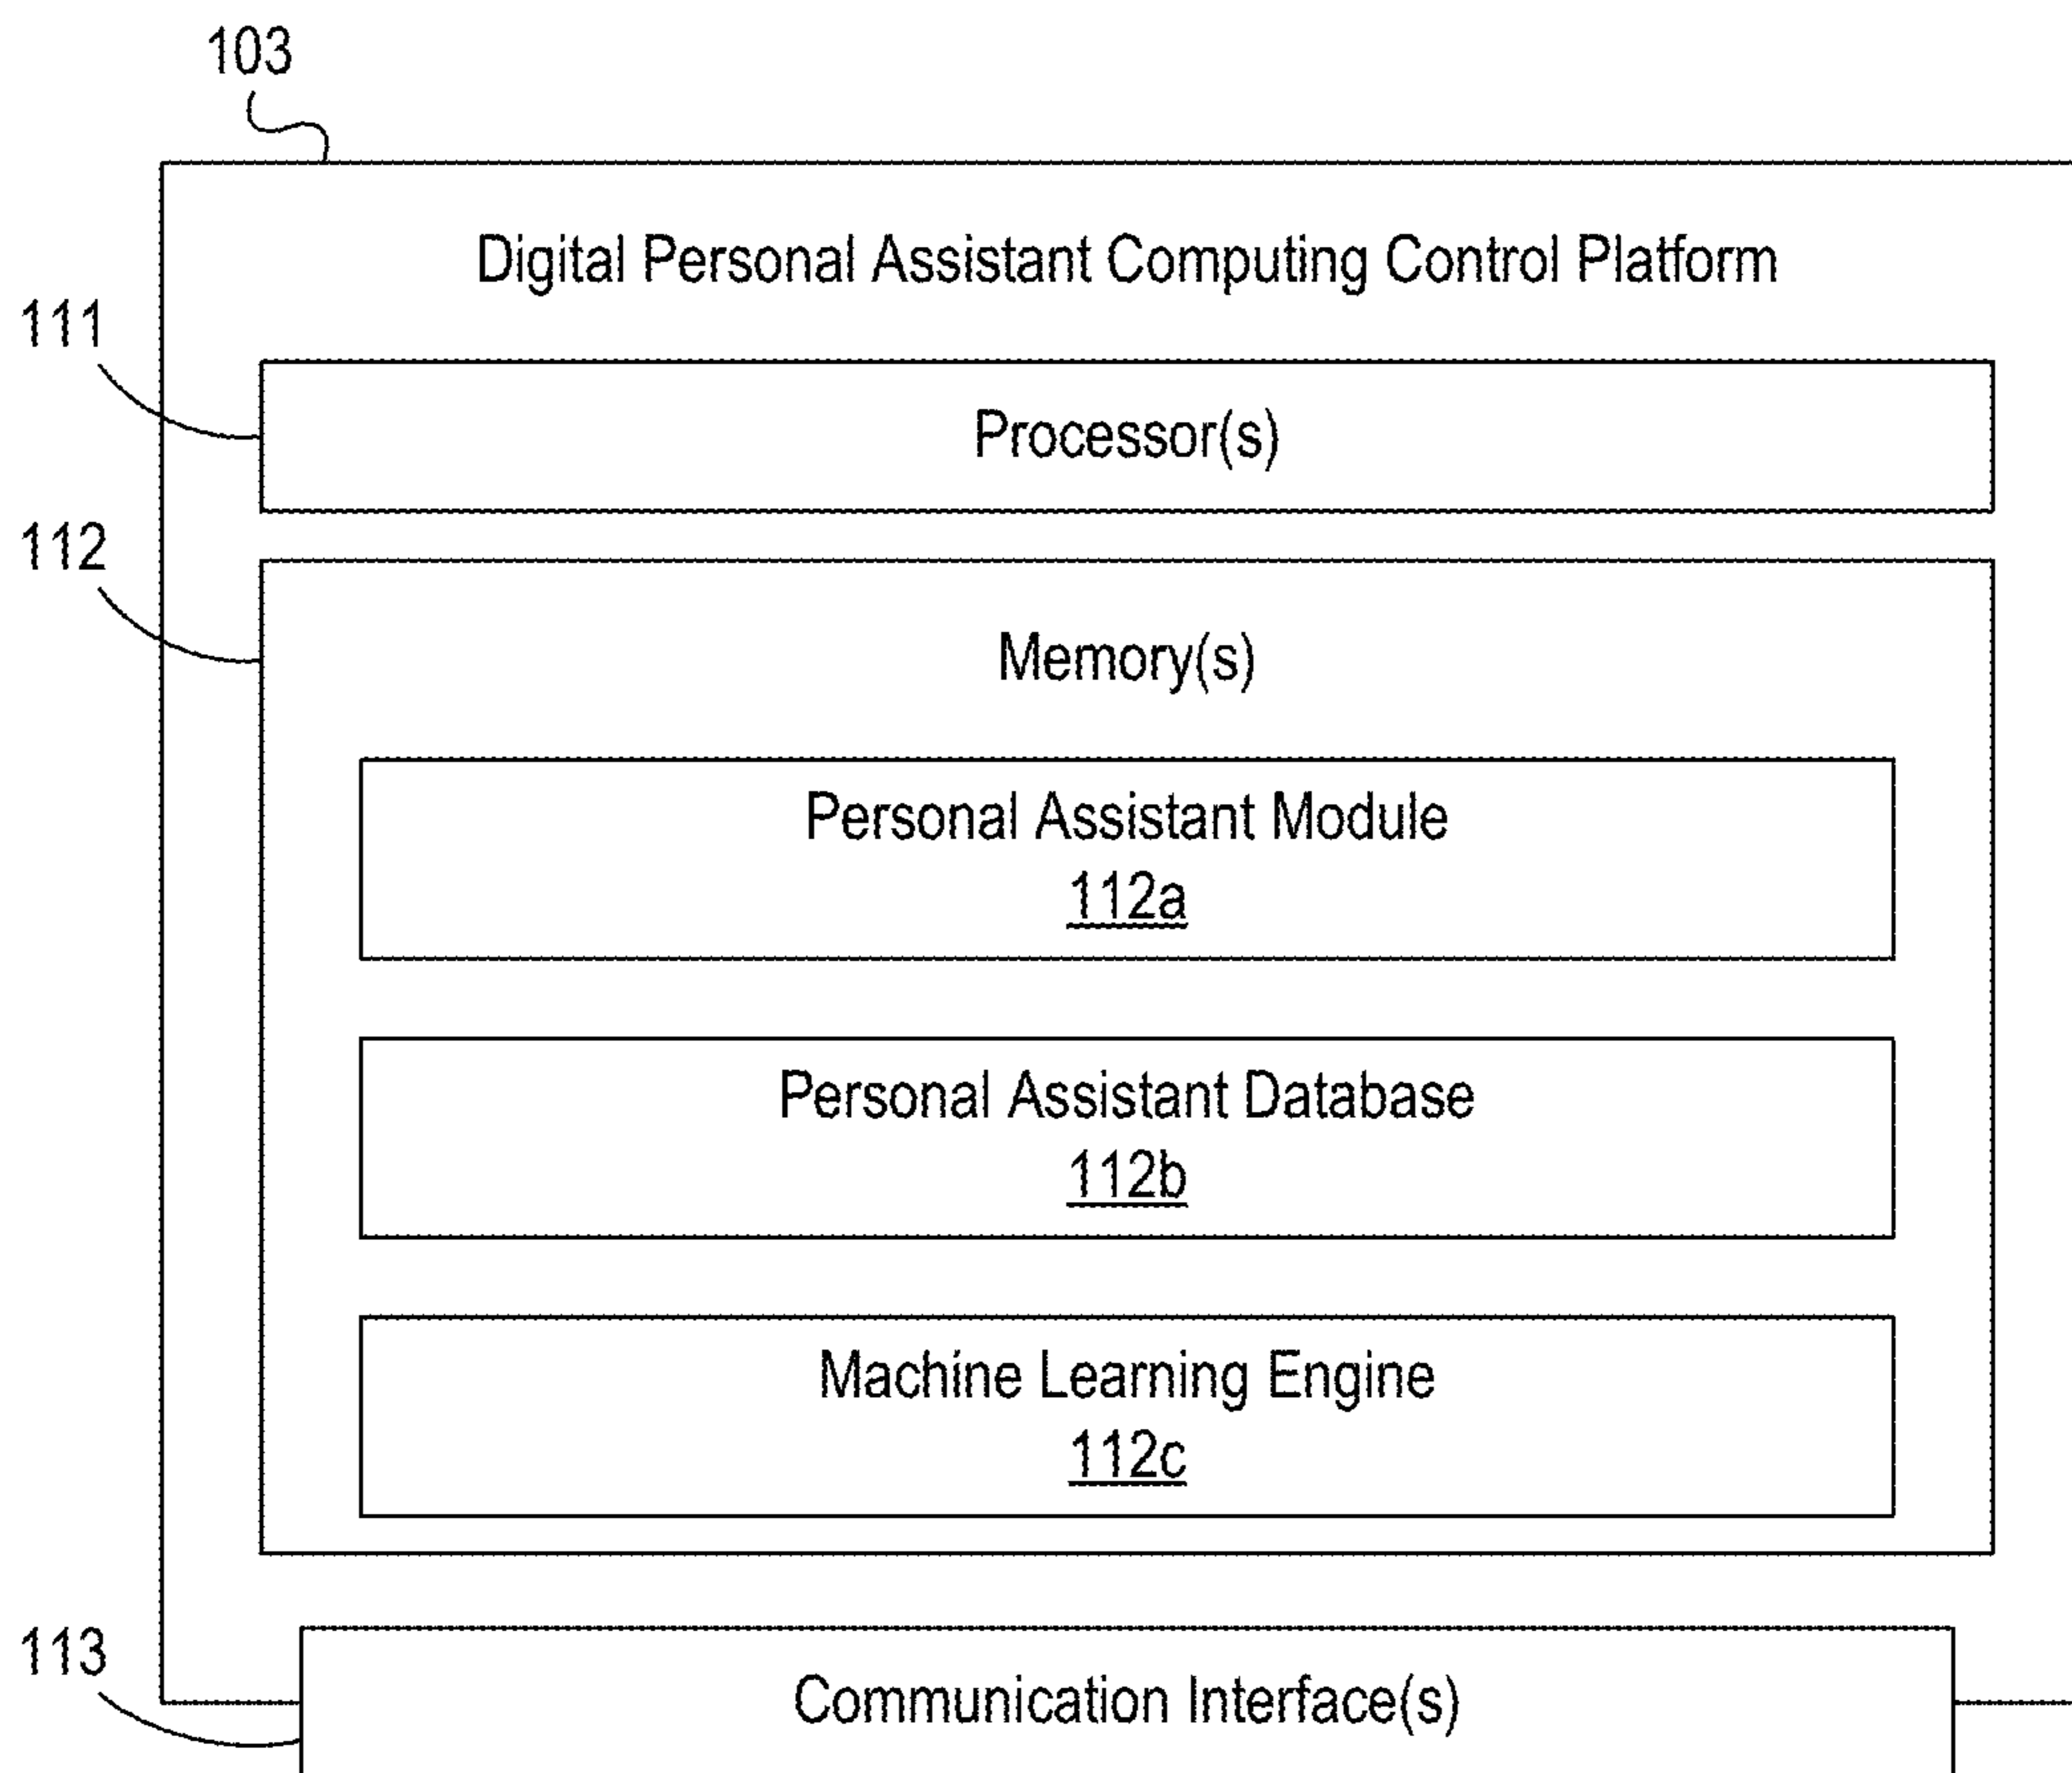 103
Digital Personal Assistant Computing Control Platform
111
Processor(s)
112
Memory(s)
Personal Assistant Module
112a
Personal Assistant Database
112b
Machine Learning Engine
112c
113
Communication Interface(s)